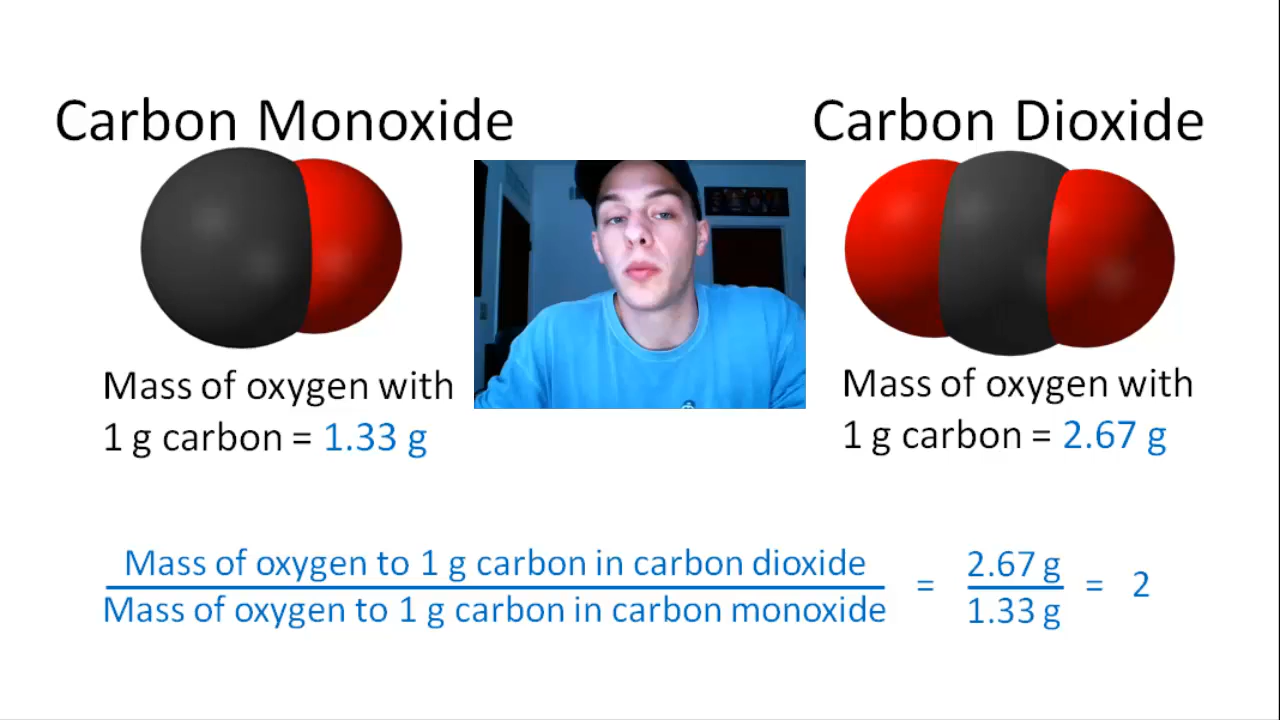 Carbon Monoxide
Carbon Dioxide
Mass of oxygen with
1 g carbon = 1.33 g
Mass of oxygen with
1 g carbon = 2.67 g
Mass of oxygen to 1 g carbon in carbon dioxide
Mass of oxygen to 1 g carbon in carbon monoxide
=
2.67 g
1.33 g
= 2